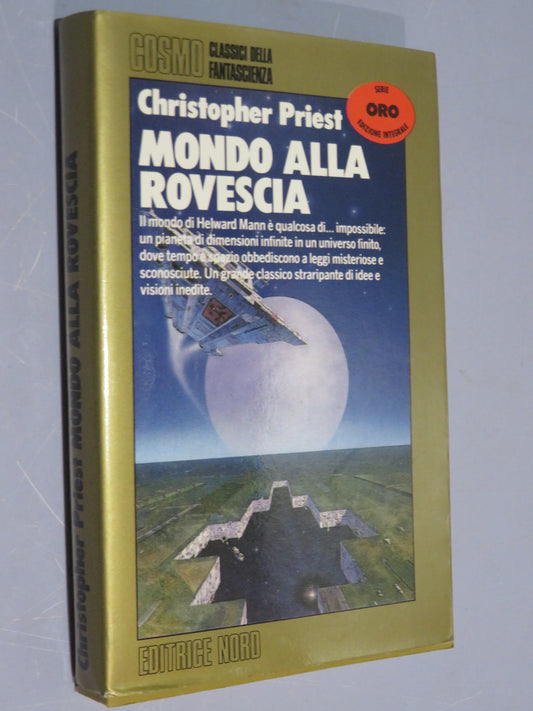 COSMO CLASSICI DELLA
FANTASCIENZA
SERIE
ORO
EDIZIONE INTEGRALE
Christopher Priest
MONDO ALLA
ROVESCIA
Il mondo di Helward Mann è qualcosa di... impossibile:
un pianeta di dimensioni infinite in un universo finito,
dove tempo e spazio obbediscono a leggi misteriose e
sconosciute. Un grande classico straripante di idee e
visioni inedite.
EDITRICE NORD
Christopher Priest MONDO ALLA ROVESCIA